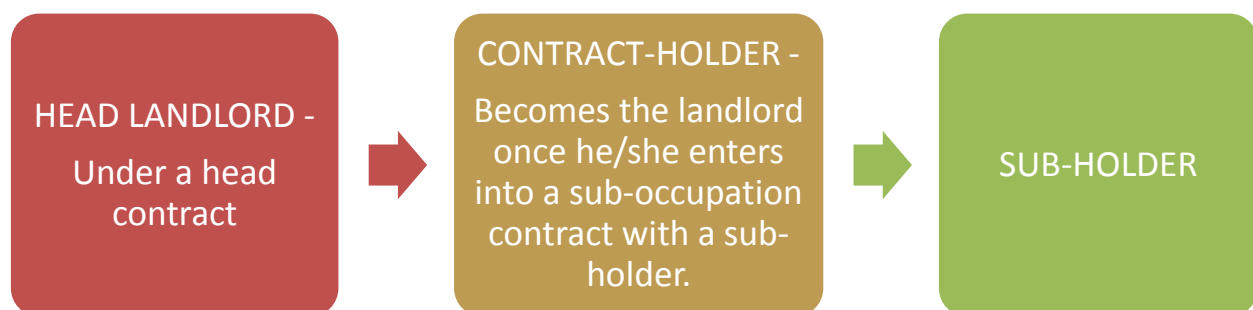 HEAD LANDLORD -
Under a head
contract
CONTRACT-HOLDER -
Becomes the landlord
once he/she enters
into a sub-occupation
contract with a sub-
holder.
SUB-HOLDER